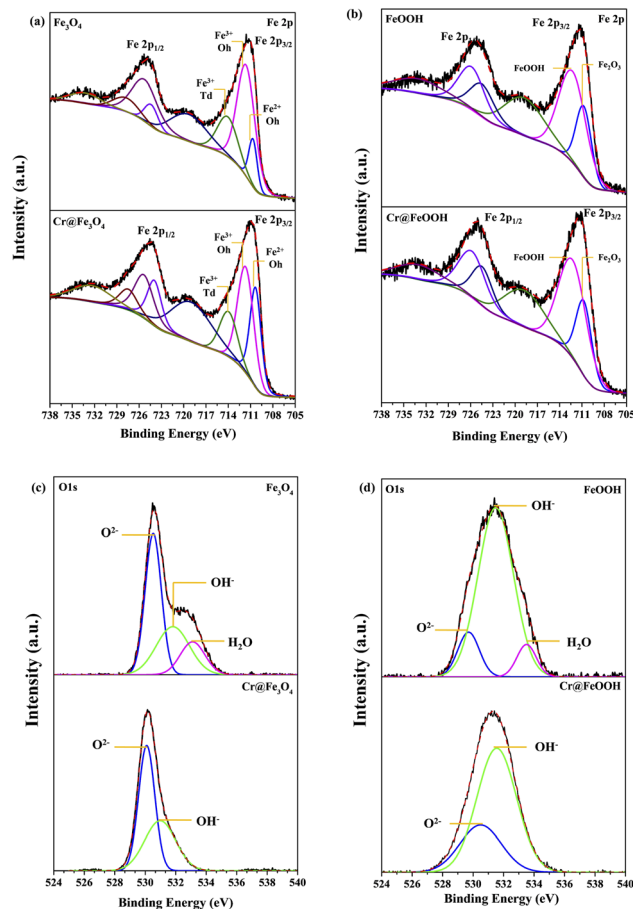 (a)
Fe₃O₄
Fe 2p
Fe 2p₁/₂
Fe³⁺
Oh
Fe 2p₃/₂
Fe³⁺
Td
Fe²⁺
Oh
Cr@Fe₃O₄
Fe 2p₁/₂
Fe 2p₃/₂
Fe³⁺
Oh
Fe²⁺
Oh
Fe³⁺
Td
Intensity (a.u.)
738 735 732 729 726 723 720 717 714 711 708 705
Binding Energy (eV)
(b)
FeOOH
Fe 2p
Fe 2p₃/₂
Fe 2p₁/₂
FeOOH
Fe₂O₃
Cr@FeOOH
Fe 2p₁/₂
Fe 2p₃/₂
FeOOH
Fe₂O₃
Intensity (a.u.)
738 735 732 729 726 723 720 717 714 711 708 705
Binding Energy (eV)
(c)
O1s
Fe₃O₄
O²⁻
OH⁻
H₂O
Cr@Fe₃O₄
O²⁻
OH⁻
Intensity (a.u.)
524 526 528 530 532 534 536 538 540
Binding Energy (eV)
(d)
O1s
FeOOH
OH⁻
O²⁻
H₂O
Cr@FeOOH
OH⁻
O²⁻
Intensity (a.u.)
524 526 528 530 532 534 536 538 540
Binding Energy (eV)